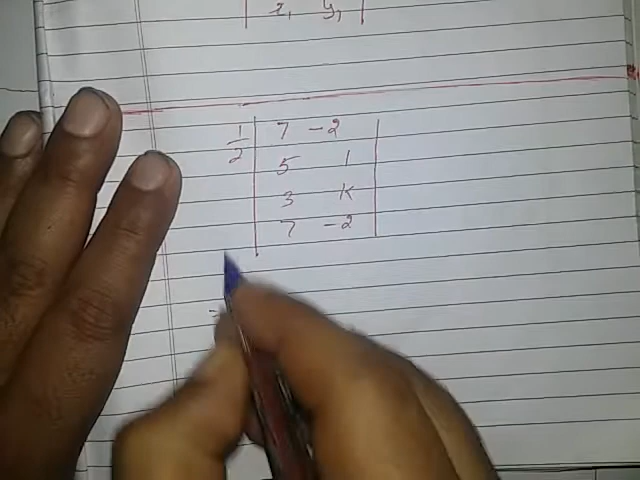 | x₁ y₁ |
1/2 | 7 -2 |
5 1
3 K
7 -2